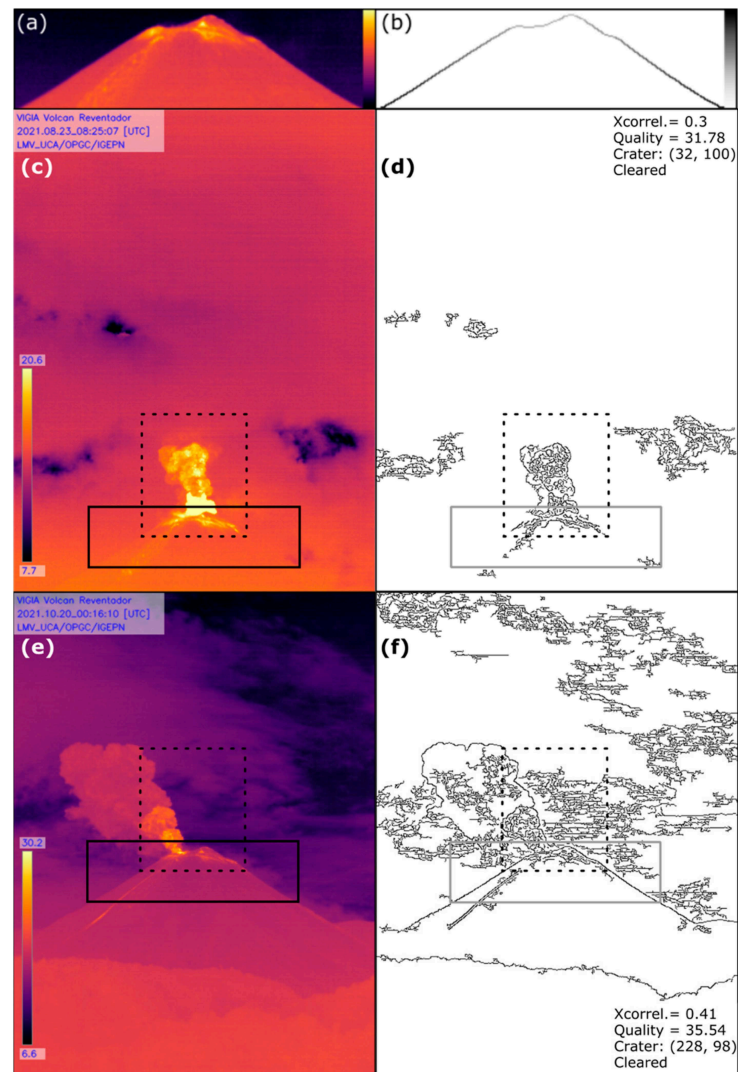 (a)
(b)
VIGIA Volcan Reventador
2021.08.23_08:25:07 [UTC]
LMV_UCA/OPGC/IGEPN
(c)
Xcorrel.= 0.3
Quality = 31.78
Crater: (32, 100)
Cleared
(d)
20.6
7.7
VIGIA Volcan Reventador
2021.10.20_00:16:10 [UTC]
LMV_UCA/OPGC/IGEPN
(e)
(f)
30.2
6.6
Xcorrel.= 0.41
Quality = 35.54
Crater: (228, 98)
Cleared